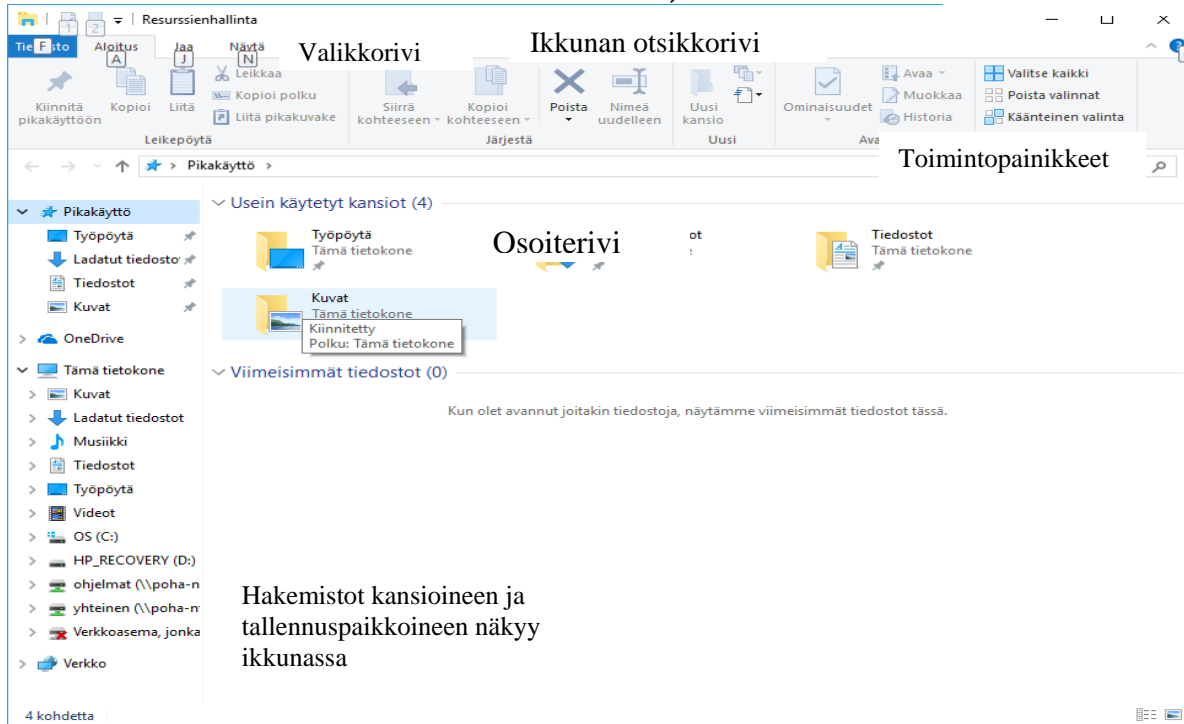 Resurssienhallinta
1 2
Tie F sto Aloitus Jaa Näytä
A J N
Valikkorivi
Ikkunan otsikkorivi
Kiinnitä pikakäyttöön
Kopioi
Liitä
Leikkaa
Kopioi polku
Liitä pikakuvake
Siirrä kohteeseen
Kopioi kohteeseen
Poista
Nimeä uudelleen
Uusi kansio
Ominaisuudet
Avaa
Muokkaa
Historia
Valitse kaikki
Poista valinnat
Käänteinen valinta
Leikepöytä
Järjestä
Uusi
Toimintopainikkeet
Pikakäyttö
Pikakäyttö
Työpöytä
Ladatut tiedosto
Tiedostot
Kuvat
OneDrive
Tämä tietokone
Kuvat
Ladatut tiedostot
Musiikki
Tiedostot
Työpöytä
Videot
OS (C:)
HP_RECOVERY (D:)
ohjelmat (\\poha-n
yhteinen (\\poha-n
Verkkoasema, jonka
Verkko
Usein käytetyt kansiot (4)
Työpöytä
Tämä tietokone
Osoiterivi
ot
Tiedostot
Tämä tietokone
Kuvat
Tämä tietokone
Kiinnitetty
Polku: Tämä tietokone
Viimeisimmät tiedostot (0)
Kun olet avannut joitakin tiedostoja, näytämme viimeisimmät tiedostot tässä.
Hakemistot kansioineen ja
tallennuspaikkoineen näkyy
ikkunassa
4 kohdetta